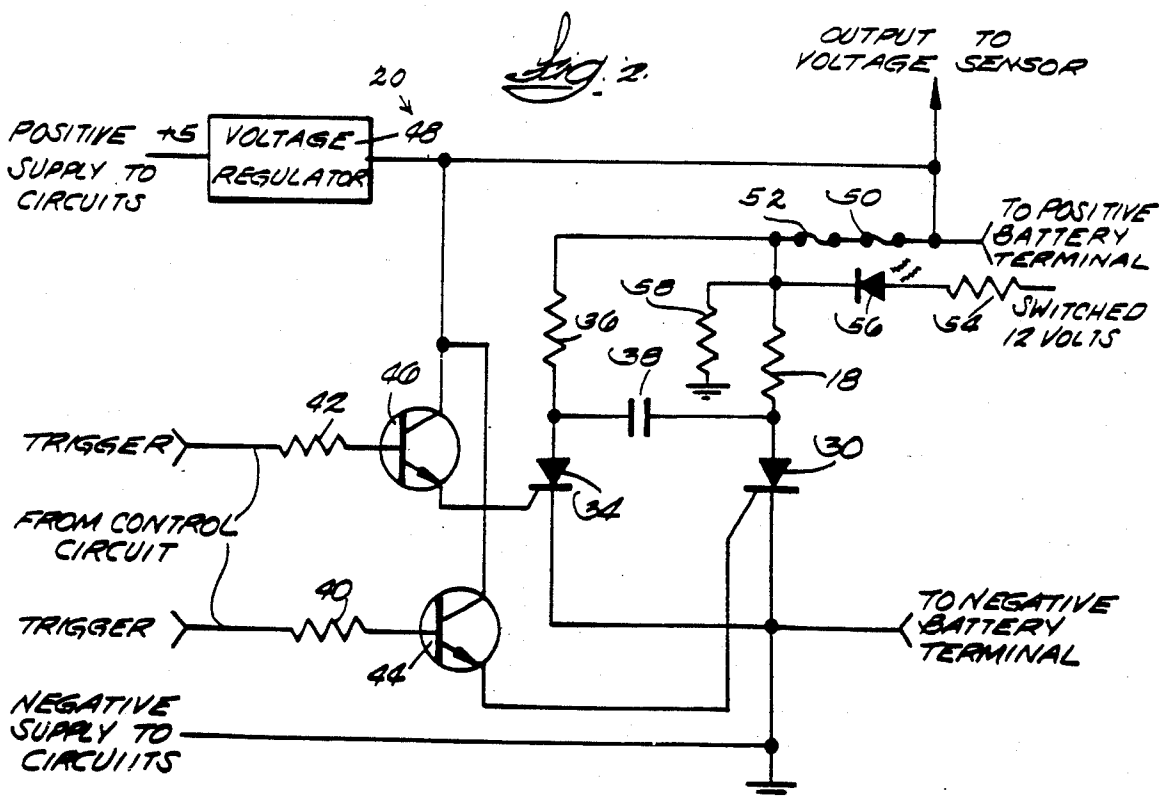 Fig. 2.
OUTPUT TO
VOLTAGE SENSOR
20
POSITIVE +5
SUPPLY TO
CIRCUITS
VOLTAGE
REGULATOR
48
52
50
TO POSITIVE
BATTERY
TERMINAL
58
56
54
SWITCHED
12 VOLTS
36
38
18
46
42
TRIGGER
30
34
FROM CONTROL
CIRCUIT
40
TRIGGER
44
TO NEGATIVE
BATTERY
TERMINAL
NEGATIVE
SUPPLY TO
CIRCUIITS